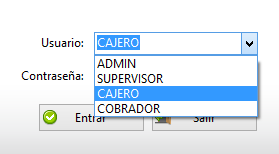 Usuario: CAJERO
ADMIN
SUPERVISOR
Contraseña: CAJERO
COBRADOR
Entrar Salir